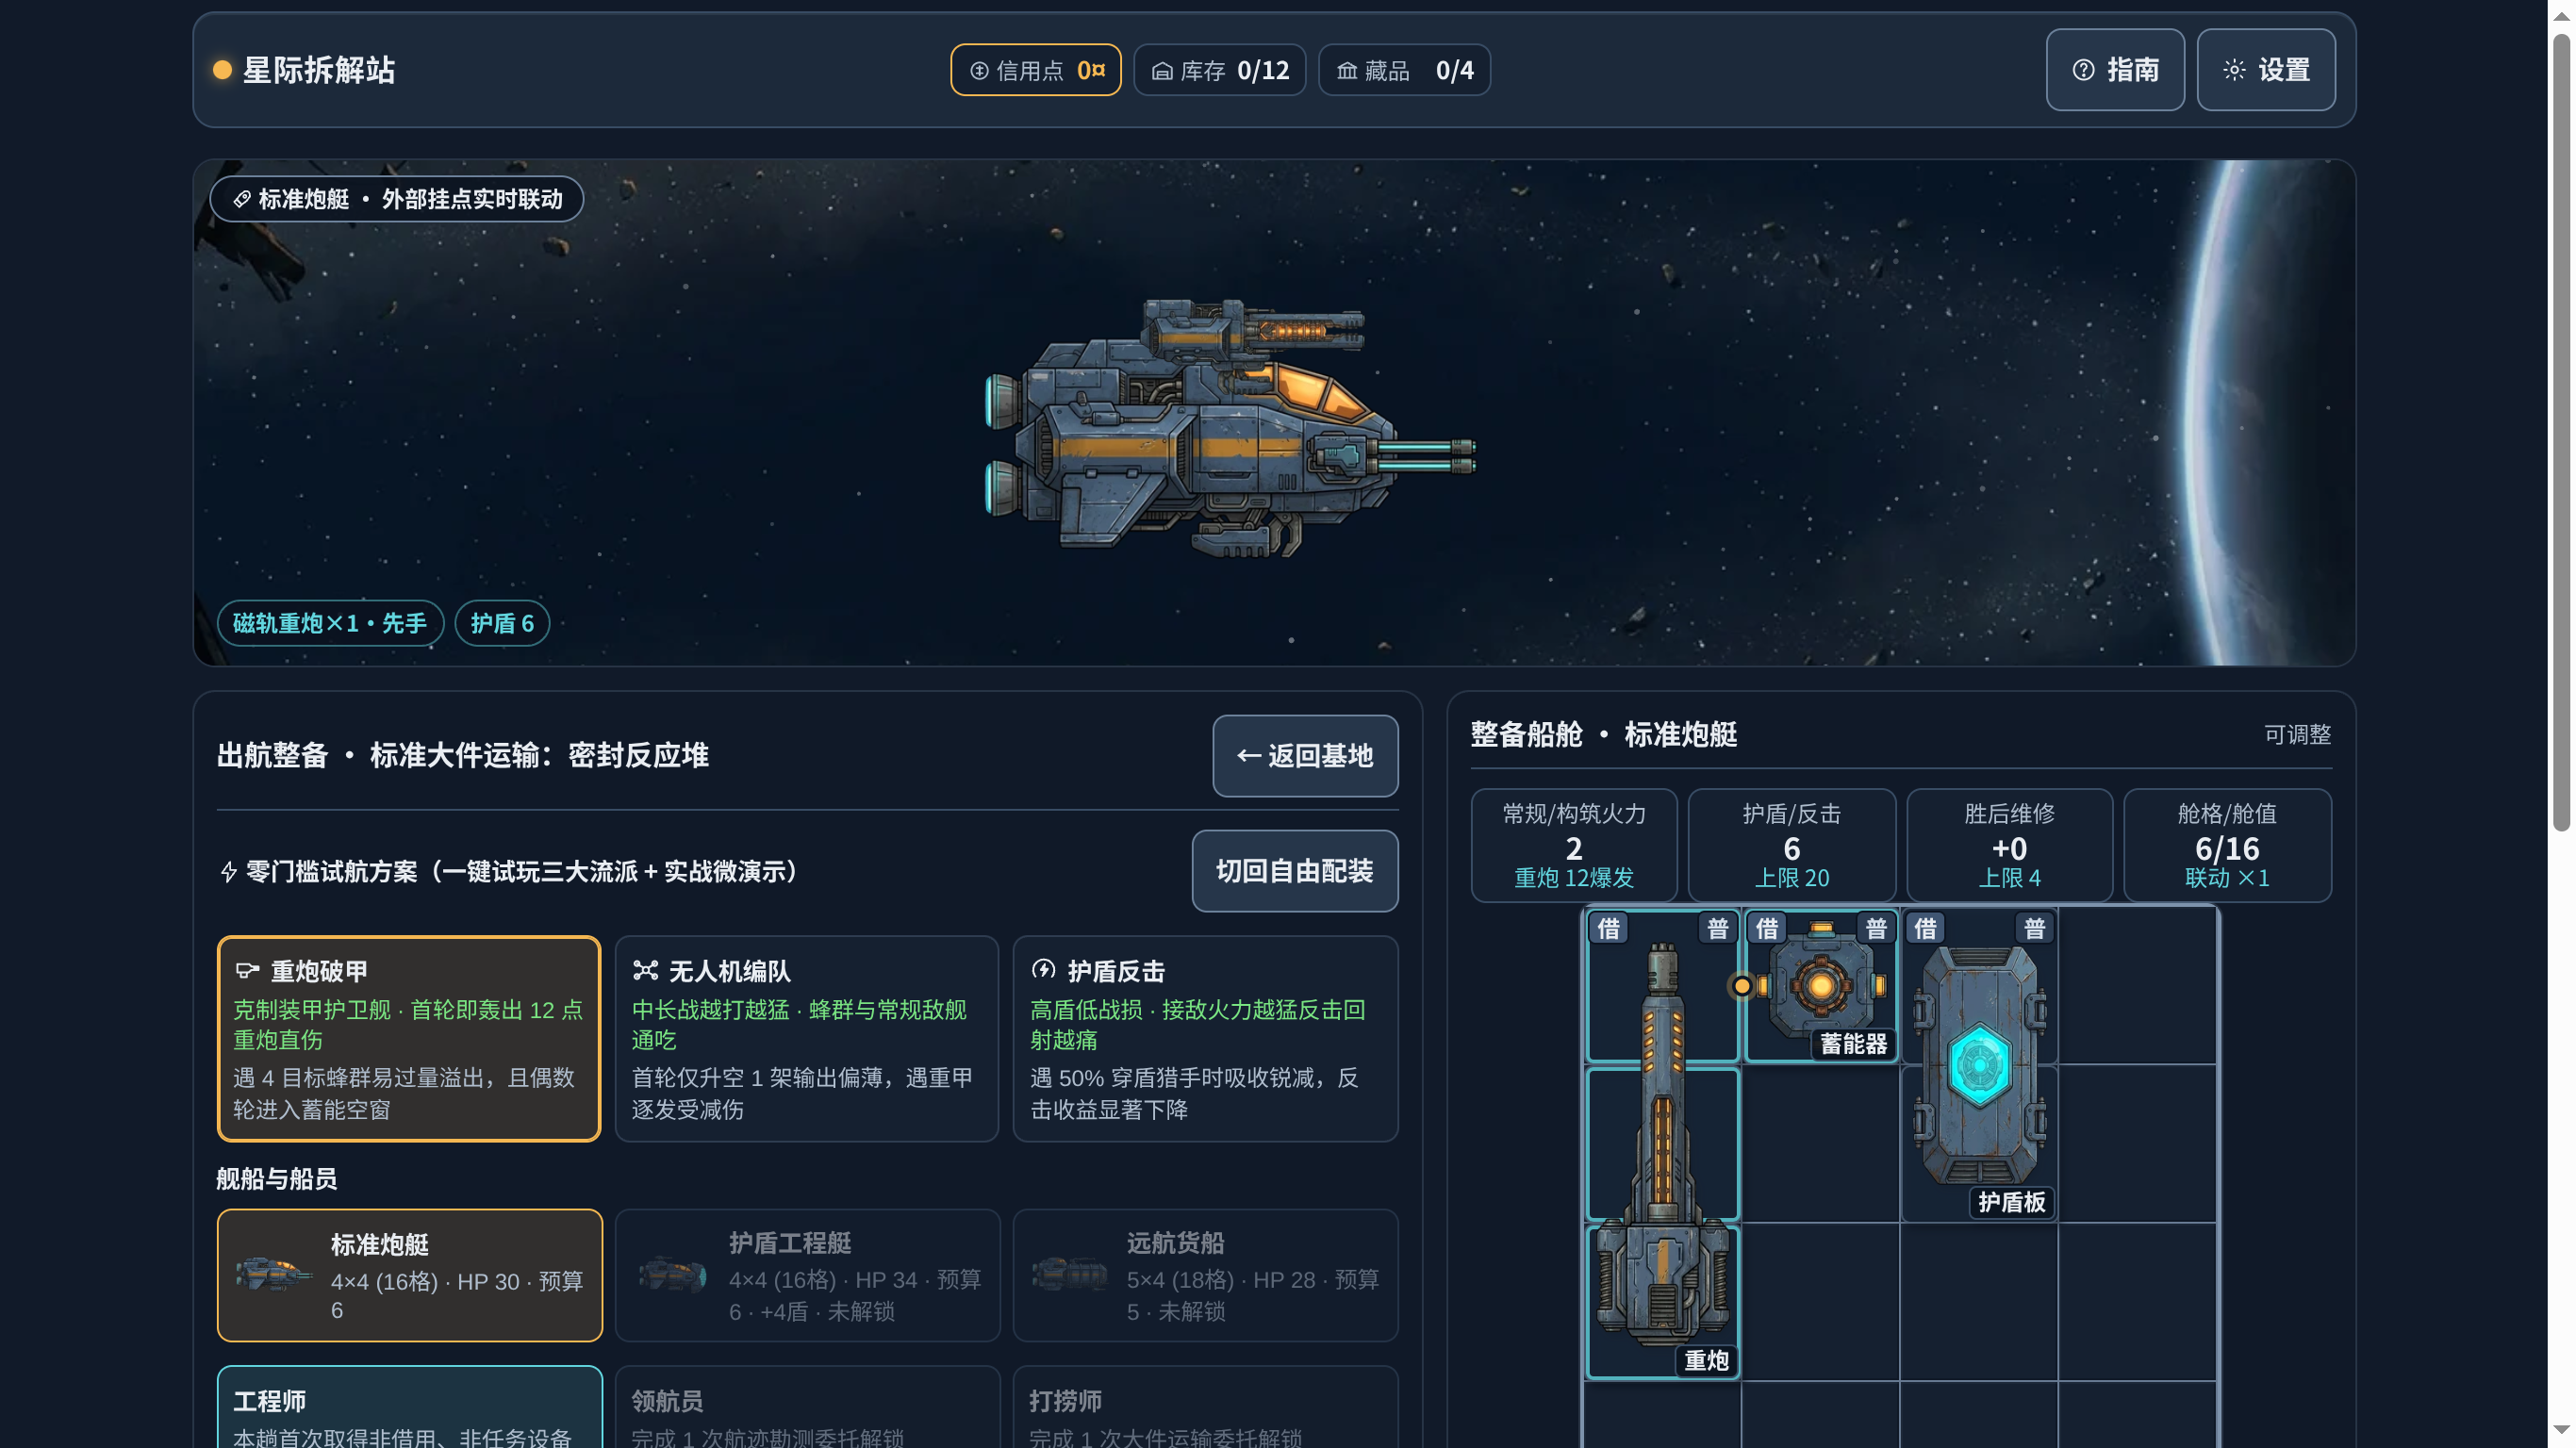 星际拆解站
信用点 0¤
库存 0/12
藏品 0/4
指南
设置
标准炮艇 · 外部挂点实时联动
磁轨重炮×1 · 先手
护盾 6
出航整备 · 标准大件运输：密封反应堆
← 返回基地
零门槛试航方案（一键试玩三大流派 + 实战微演示）
切回自由配装
重炮破甲
克制装甲护卫舰 · 首轮即轰出 12 点
重炮直伤
遇 4 目标蜂群易过量溢出，且偶数
轮进入蓄能空窗
无人机编队
中长战越打越猛 · 蜂群与常规敌舰
通吃
首轮仅升空 1 架输出偏薄，遇重甲
逐发受减伤
护盾反击
高盾低战损 · 接敌火力越猛反击回
射越痛
遇 50% 穿盾猎手时吸收锐减，反
击收益显著下降
舰船与船员
标准炮艇
4×4 (16格) · HP 30 · 预算
6
护盾工程艇
4×4 (16格) · HP 34 · 预算
6 · +4盾 · 未解锁
远航货船
5×4 (18格) · HP 28 · 预算
5 · 未解锁
工程师
本趟首次取得非借用、非任务设备
领航员
完成 1 次航迹勘测委托解锁
打捞师
完成 1 次大件运输委托解锁
整备船舱 · 标准炮艇
可调整
常规/构筑火力
2
重炮 12爆发
护盾/反击
6
上限 20
胜后维修
+0
上限 4
舱格/舱值
6/16
联动 ×1
借 普
借 普
借 普
蓄能器
护盾板
重炮